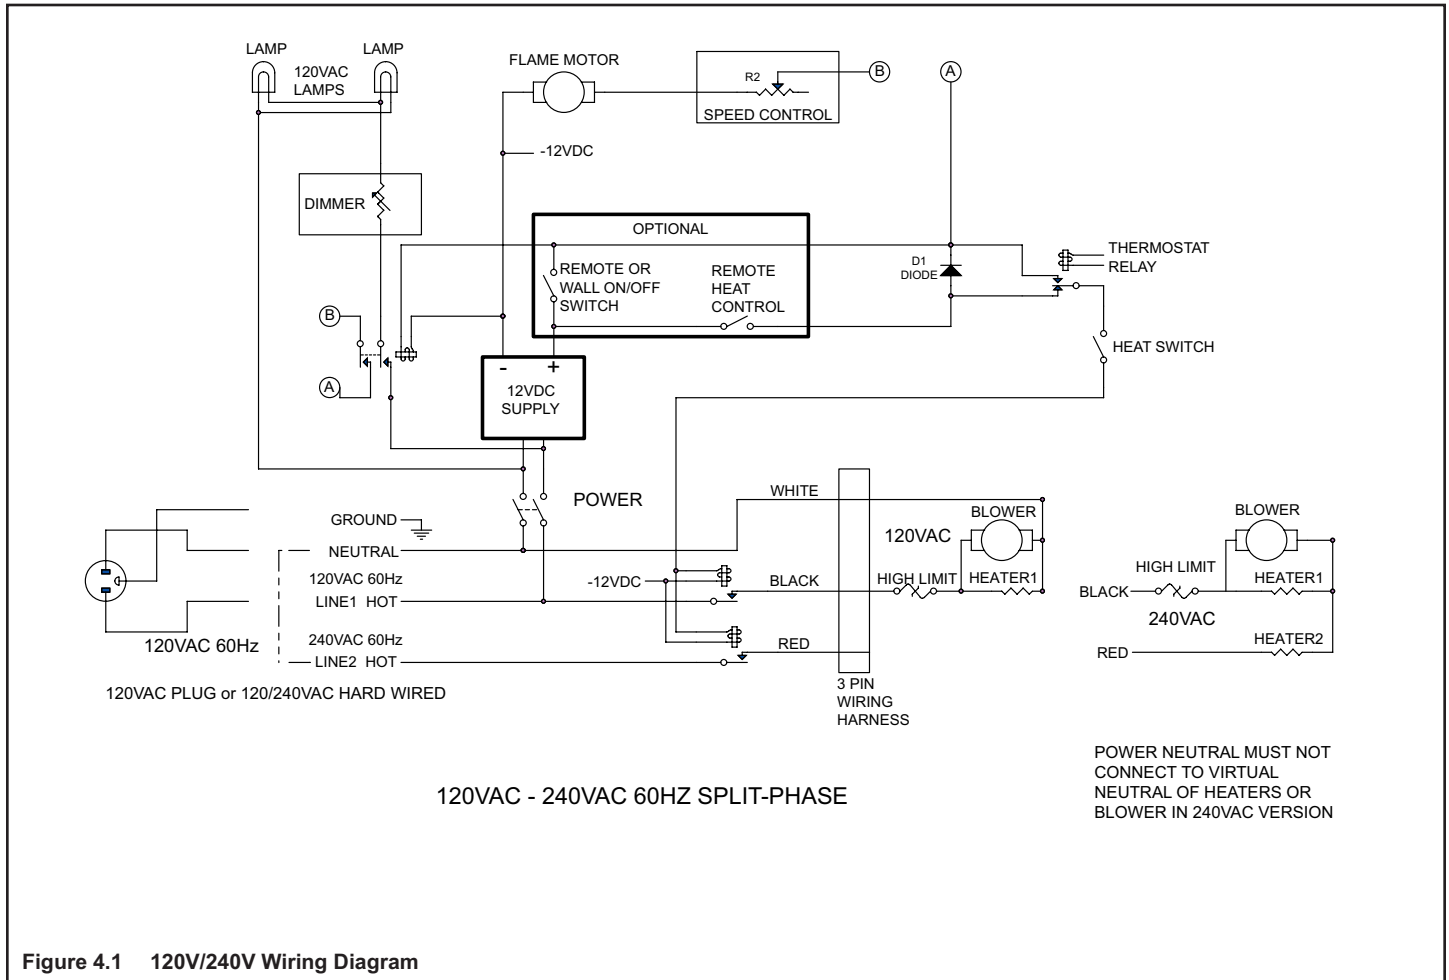 LAMP
LAMP
120VAC
LAMPS
FLAME MOTOR
R2
SPEED CONTROL
B
A
-12VDC
DIMMER
OPTIONAL
REMOTE OR
WALL ON/OFF
SWITCH
REMOTE
HEAT
CONTROL
D1
DIODE
THERMOSTAT
RELAY
B
A
HEAT SWITCH
- +
12VDC
SUPPLY
POWER
GROUND
NEUTRAL
120VAC 60Hz
LINE1 HOT
240VAC 60Hz
LINE2 HOT
120VAC 60Hz
120VAC PLUG or 120/240VAC HARD WIRED
-12VDC
WHITE
BLACK
RED
3 PIN
WIRING
HARNESS
120VAC
BLOWER
HIGH LIMIT
HEATER1
BLOWER
HIGH LIMIT
HEATER1
BLACK
240VAC
HEATER2
RED
POWER NEUTRAL MUST NOT
CONNECT TO VIRTUAL
NEUTRAL OF HEATERS OR
BLOWER IN 240VAC VERSION
120VAC - 240VAC 60HZ SPLIT-PHASE
Figure 4.1 120V/240V Wiring Diagram